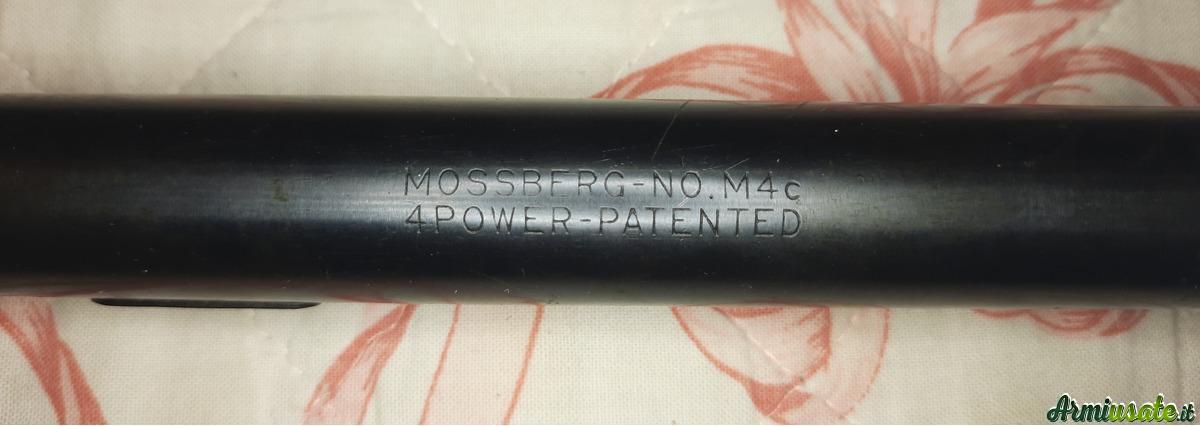 MOSSBERG-NO.M4c
4POWER-PATENTED
Armiusate.it